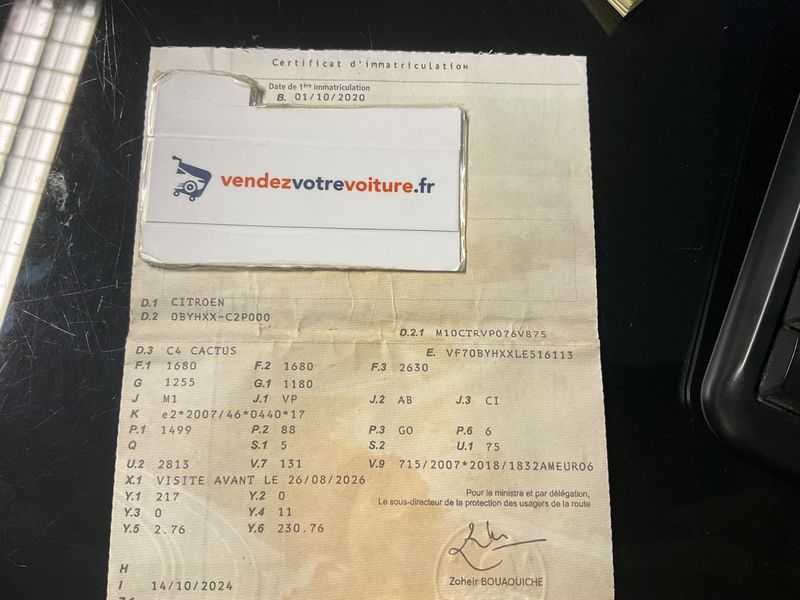 Certificat d'immatriculation
Date de 1ère immatriculation
B. 01/10/2020
vendezvotrevoiture.fr
D.1 CITROEN
D.2 0BYHXX-C2P000
D.2.1 M10CTRVP076V875
D.3 C4 CACTUS E. VF70BYHXXLE516113
F.1 1680 F.2 1680 F.3 2630
G 1255 G.1 1180
J M1 J.1 VP J.2 AB J.3 CI
K e2*2007/46*0440*17
P.1 1499 P.2 88 P.3 GO P.6 6
Q S.1 5 S.2 U.1 75
U.2 2813 V.7 131 V.9 715/2007*2018/1832AMEURO6
X.1 VISITE AVANT LE 26/08/2026
Y.1 217 Y.2 0
Pour le ministre et par délégation,
Le sous-directeur de la protection des usagers de la route
Y.3 0 Y.4 11
Y.5 2.76 Y.6 230.76
H
Zoheir BOUAOUICHE
I 14/10/2024